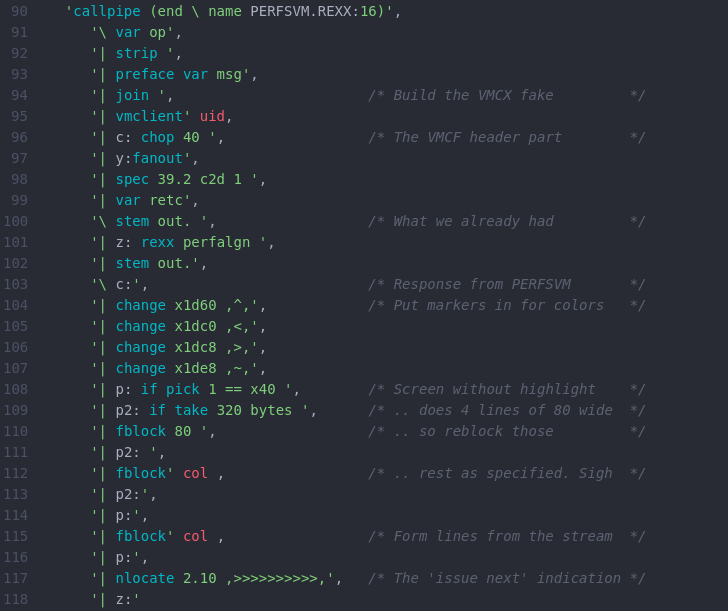 90    'callpipe (end \ name PERFSVM.REXX:16)',
91       '\ var op',
92       '| strip ',
93       '| preface var msg',
94       '| join ',                       /* Build the VMCX fake         */
95       '| vmclient' uid,
96       '| c: chop 40 ',                 /* The VMCF header part        */
97       '| y:fanout',
98       '| spec 39.2 c2d 1 ',
99       '| var retc',
100       '\ stem out. ',                  /* What we already had         */
101       '| z: rexx perfalgn ',
102       '| stem out.',
103       '\ c:',                          /* Response from PERFSVM       */
104       '| change x1d60 ,^,',            /* Put markers in for colors   */
105       '| change x1dc0 ,<,',
106       '| change x1dc8 ,>,',
107       '| change x1de8 ,~,',
108       '| p: if pick 1 == x40 ',        /* Screen without highlight    */
109       '| p2: if take 320 bytes ',      /* .. does 4 lines of 80 wide  */
110       '| fblock 80 ',                  /* .. so reblock those         */
111       '| p2: ',
112       '| fblock' col ,                 /* .. rest as specified. Sigh  */
113       '| p2:',
114       '| p:',
115       '| fblock' col ,                 /* Form lines from the stream  */
116       '| p:',
117       '| nlocate 2.10 ,>>>>>>>>>>,',   /* The 'issue next' indication */
118       '| z:'